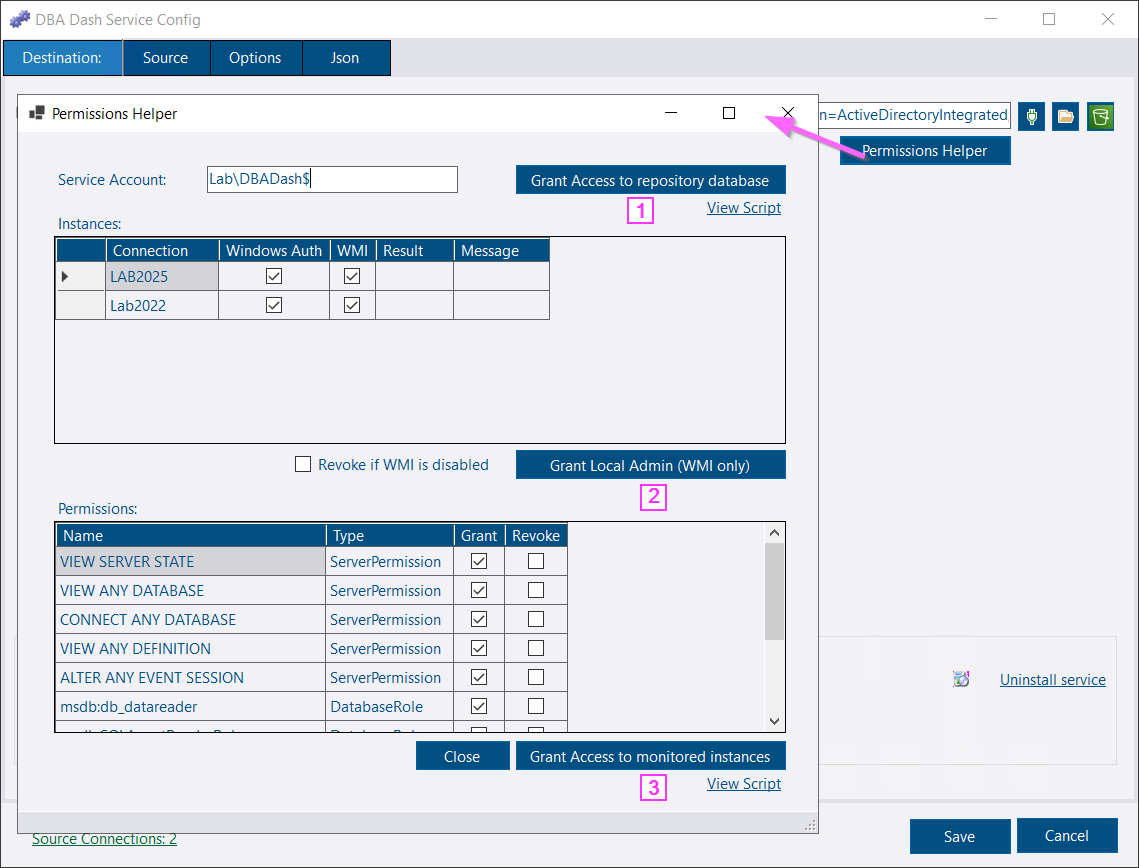 DBA Dash Service Config
Destination: Source Options Json
Permissions Helper
n=ActiveDirectoryIntegrated,
Permissions Helper
Service Account: Lab\DBADash$ Grant Access to repository database
1 View Script
Instances:
Connection Windows Auth WMI Result Message
LAB2025
Lab2022
Revoke if WMI is disabled Grant Local Admin (WMI only)
2
Permissions:
Name Type Grant Revoke
VIEW SERVER STATE ServerPermission
VIEW ANY DATABASE ServerPermission
CONNECT ANY DATABASE ServerPermission
VIEW ANY DEFINITION ServerPermission
ALTER ANY EVENT SESSION ServerPermission
msdb:db_datareader DatabaseRole
Uninstall service
Close Grant Access to monitored instances
3 View Script
Source Connections: 2
Save Cancel